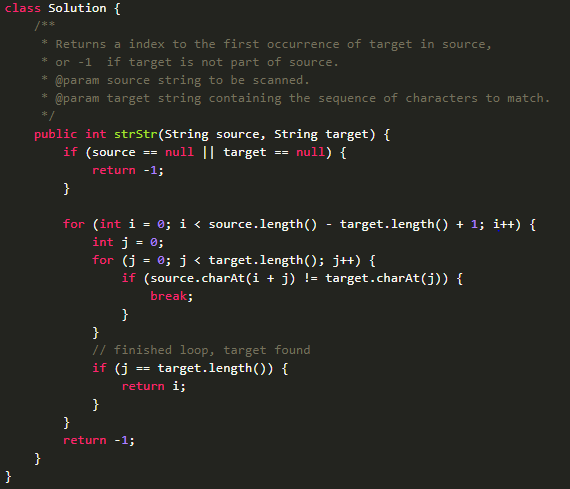 class Solution {
    /**
     * Returns a index to the first occurrence of target in source,
     * or -1  if target is not part of source.
     * @param source string to be scanned.
     * @param target string containing the sequence of characters to match.
     */
    public int strStr(String source, String target) {
        if (source == null || target == null) {
            return -1;
        }

        for (int i = 0; i < source.length() - target.length() + 1; i++) {
            int j = 0;
            for (j = 0; j < target.length(); j++) {
                if (source.charAt(i + j) != target.charAt(j)) {
                    break;
                }
            }
            // finished loop, target found
            if (j == target.length()) {
                return i;
            }
        }
        return -1;
    }
}